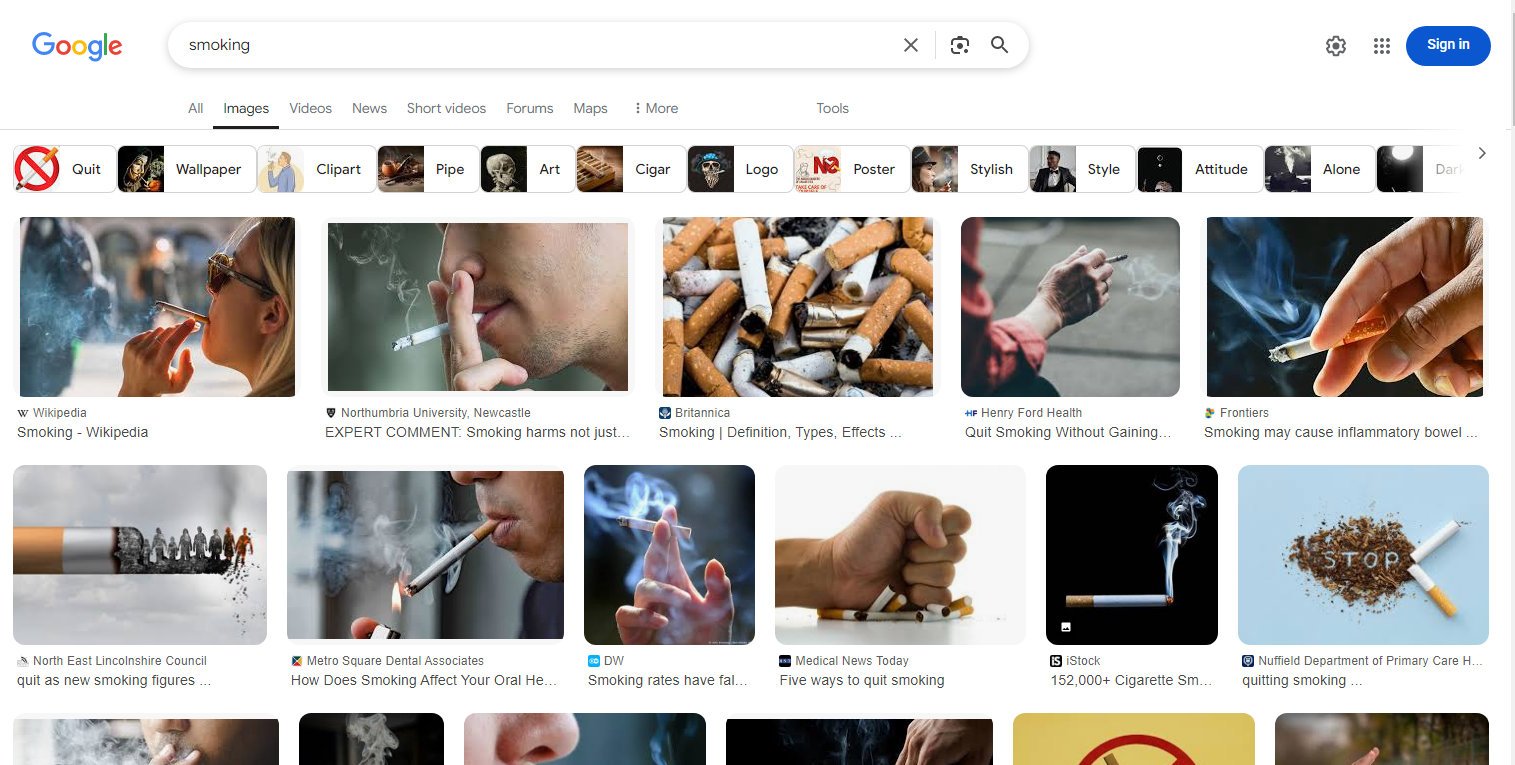 Google
smoking
Sign in
All Images Videos News Short videos Forums Maps More Tools
Quit Wallpaper Clipart Pipe Art Cigar Logo Poster Stylish Style Attitude Alone Dark
NO
TAKE CARE OF
Wikipedia
Smoking - Wikipedia
Northumbria University, Newcastle
EXPERT COMMENT: Smoking harms not just...
Britannica
Smoking | Definition, Types, Effects ...
HF Henry Ford Health
Quit Smoking Without Gaining...
Frontiers
Smoking may cause inflammatory bowel ...
STOP
North East Lincolnshire Council
quit as new smoking figures ...
Metro Square Dental Associates
How Does Smoking Affect Your Oral He...
DW
Smoking rates have fal...
Medical News Today
Five ways to quit smoking
iStock
152,000+ Cigarette Sm...
Nuffield Department of Primary Care H...
quitting smoking ...